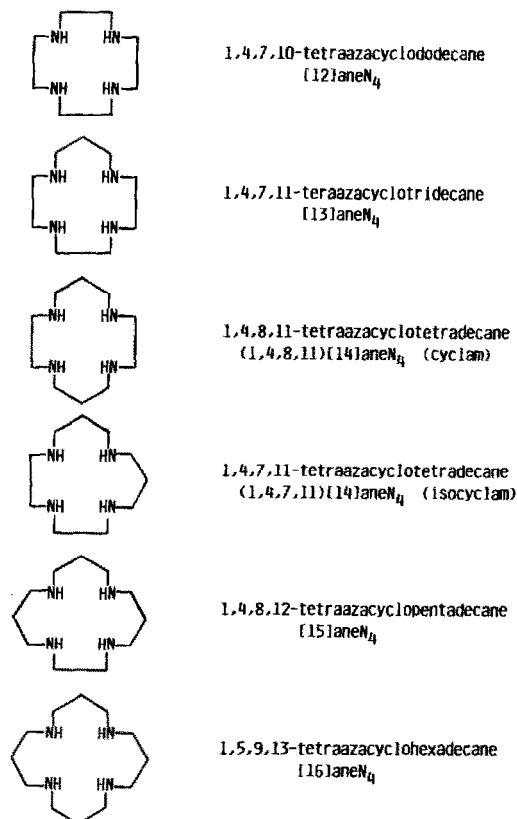 NH HN
NH HN
1,4,7,10-tetraazacyclododecane
[12]aneN₄
NH HN
NH HN
1,4,7,11-teraazacyclotridecane
[13]aneN₄
NH HN
NH HN
1,4,8,11-tetraazacyclotetradecane
(1,4,8,11)[14]aneN₄ (cyclam)
NH HN
NH HN
1,4,7,11-tetraazacyclotetradecane
(1,4,7,11)[14]aneN₄ (isocyclam)
NH HN
NH HN
1,4,8,12-tetraazacyclopentadecane
[15]aneN₄
NH HN
NH HN
1,5,9,13-tetraazacyclohexadecane
[16]aneN₄